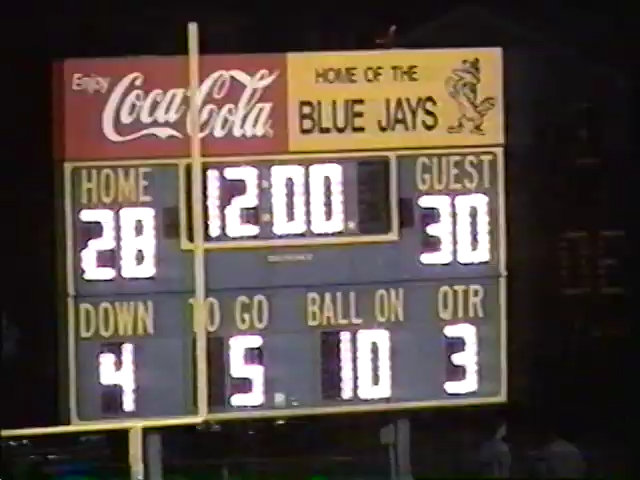 Enjoy
Coca-Cola
HOME OF THE
BLUE JAYS
HOME 12:00 GUEST
28 30
DOWN TO GO BALL ON QTR
4 5 10 3